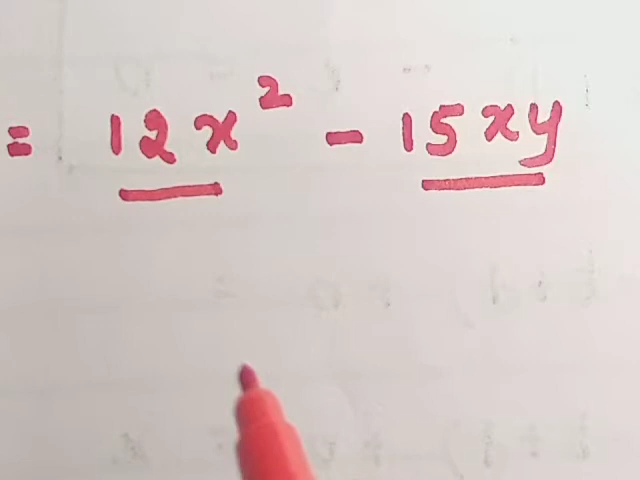 = 12x² - 15xy